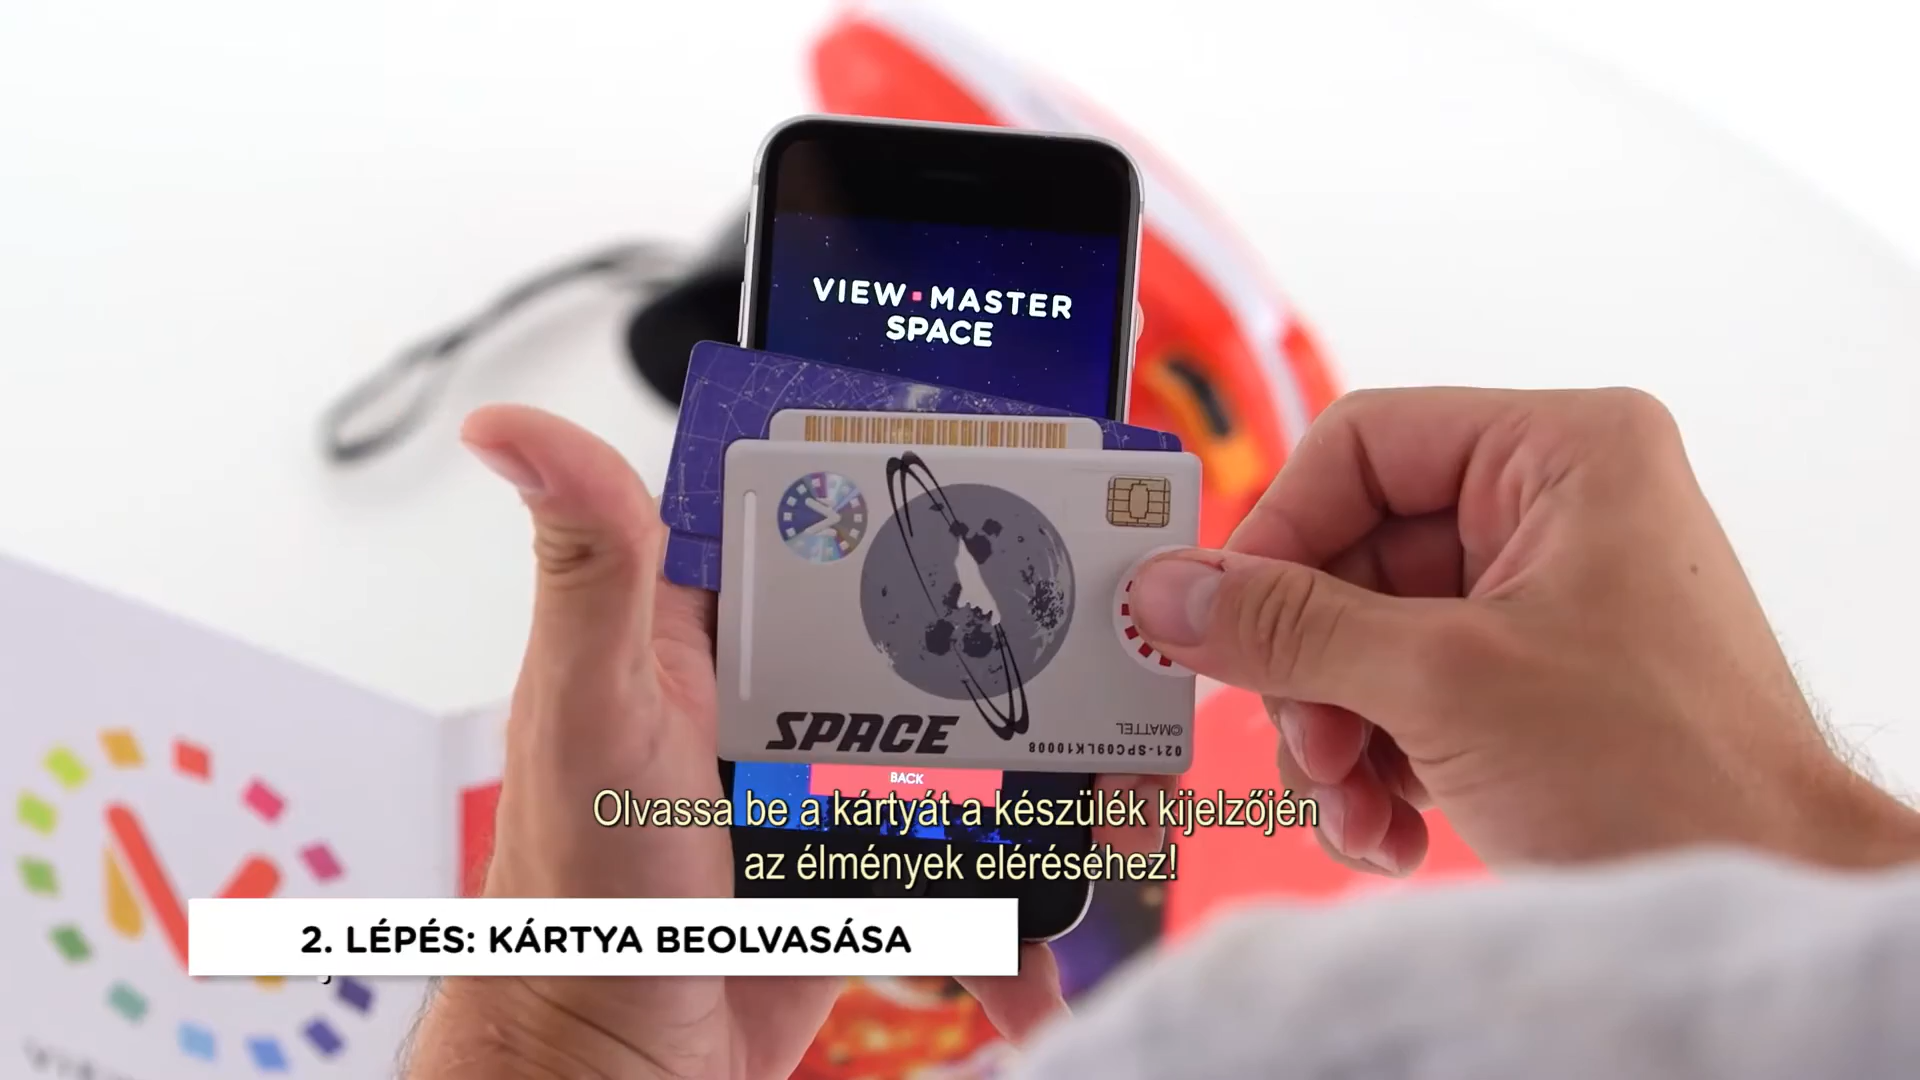 VIEW MASTER
SPACE
SPACE
©MATTEL
021-SPC09LK10008
BACK
Olvassa be a kártyát a készülék kijelzőjén
az élmények eléréséhez!
2. LÉPÉS: KÁRTYA BEOLVASÁSA